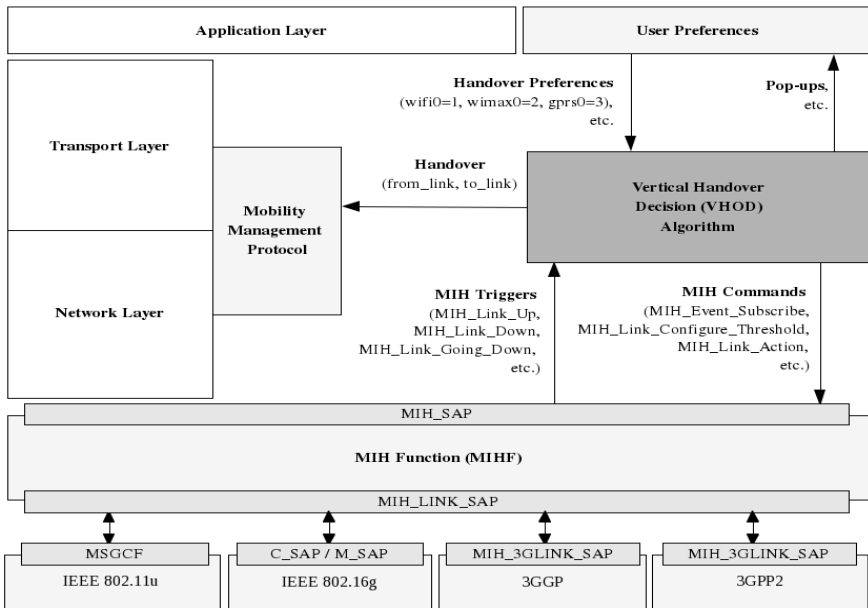 Application Layer
User Preferences
Handover Preferences
(wifi0=1, wimax0=2, gprs0=3),
etc.
Pop-ups,
etc.
Transport Layer
Handover
(from_link, to_link)
Mobility
Management
Protocol
Vertical Handover
Decision (VHOD)
Algorithm
Network Layer
MIH Triggers
(MIH_Link_Up,
MIH_Link_Down,
MIH_Link_Going_Down,
etc.)
MIH Commands
(MIH_Event_Subscribe,
MIH_Link_Configure_Threshold,
MIH_Link_Action,
etc.)
MIH_SAP
MIH Function (MIHF)
MIH_LINK_SAP
MSGCF
IEEE 802.11u
C_SAP / M_SAP
IEEE 802.16g
MIH_3GLINK_SAP
3GGP
MIH_3GLINK_SAP
3GPP2